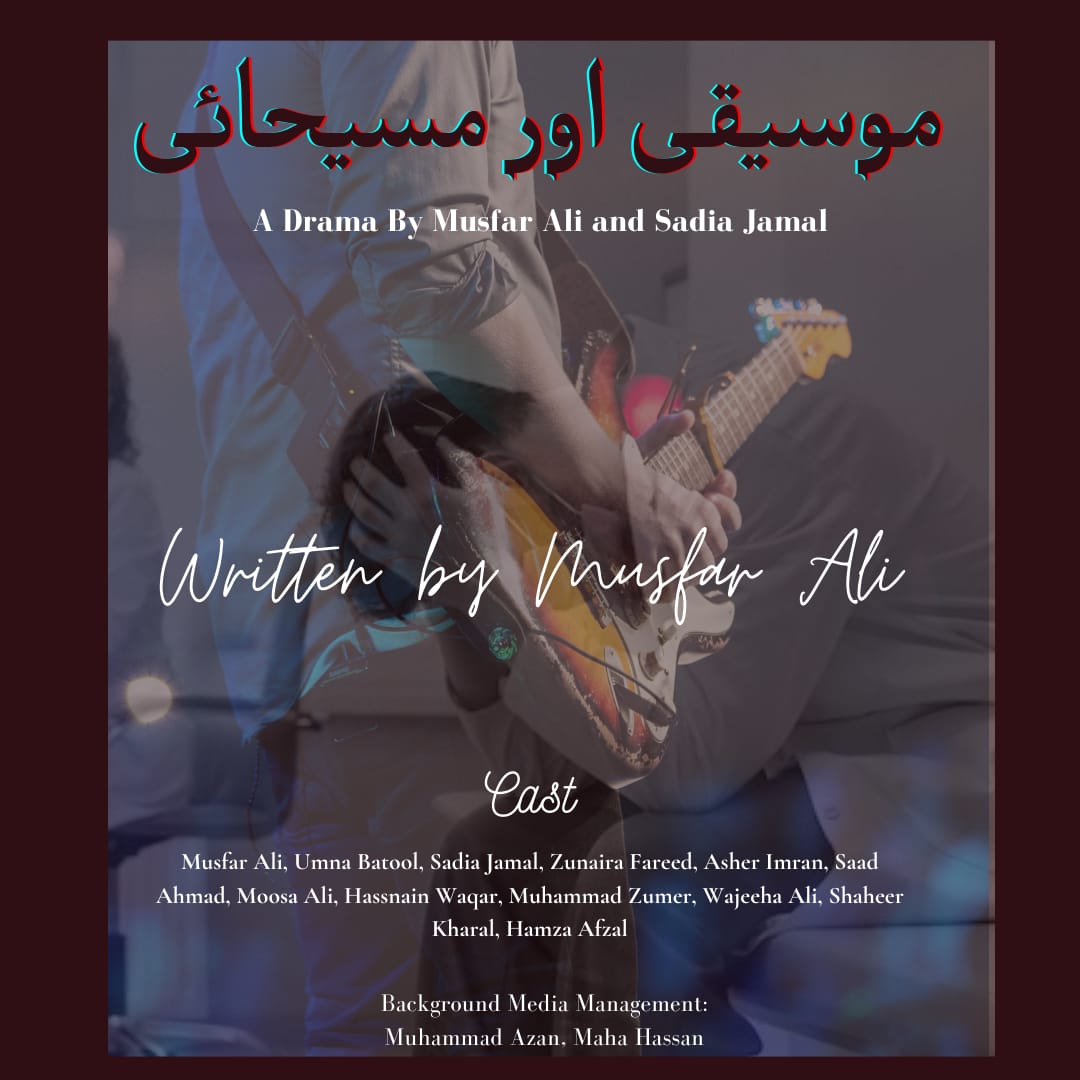 موسیقی اور مسیحائی
A Drama By Musfar Ali and Sadia Jamal
Written by Musfar Ali
Cast
Musfar Ali, Umna Batool, Sadia Jamal, Zunaira Fareed, Asher Imran, Saad
Ahmad, Moosa Ali, Hassnain Waqar, Muhammad Zumer, Wajeeha Ali, Shaheer
Kharal, Hamza Afzal
Background Media Management:
Muhammad Azan, Maha Hassan